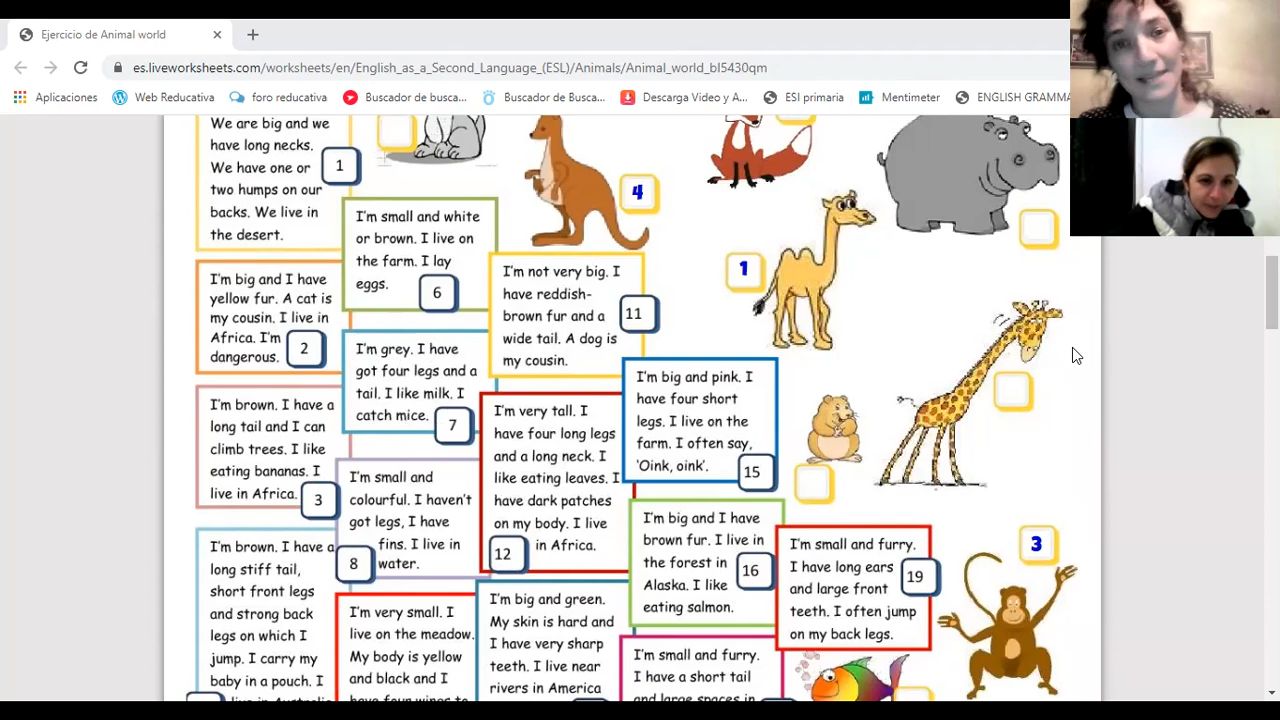 Ejercicio de Animal world
es.liveworksheets.com/worksheets/en/English_as_a_Second_Language_(ESL)/Animals/Animal_world_bl5430qm
Aplicaciones
Web Reducativa
foro reducativa
Buscador de busca...
Buscador de Busca...
Descarga Video y A...
ESI primaria
Mentimeter
ENGLISH GRAMMA
We are big and we
have long necks.
We have one or
two humps on our
backs. We live in
the desert.
1
I'm big and I have
yellow fur. A cat is
my cousin. I live in
Africa. I'm
dangerous.
2
I'm brown. I have a
long tail and I can
climb trees. I like
eating bananas. I
live in Africa.
3
I'm brown. I have a
long stiff tail,
short front legs
and strong back
legs on which I
jump. I carry my
baby in a pouch. I
I'm small and white
or brown. I live on
the farm. I lay
eggs.
6
I'm grey. I have
got four legs and a
tail. I like milk. I
catch mice.
7
I'm small and
colourful. I haven't
got legs, I have
fins. I live in
water.
8
I'm very small. I
live on the meadow.
My body is yellow
and black and I
I'm not very big. I
have reddish-
brown fur and a
wide tail. A dog is
my cousin.
11
I'm very tall. I
have four long legs
and a long neck. I
like eating leaves. I
have dark patches
on my body. I live
in Africa.
12
I'm big and green.
My skin is hard and
I have very sharp
teeth. I live near
rivers in America
I'm big and pink. I
have four short
legs. I live on the
farm. I often say,
'Oink, oink'.
15
I'm big and I have
brown fur. I live in
the forest in
Alaska. I like
eating salmon.
16
I'm small and furry.
I have a short tail
and large spaces in
I'm small and furry.
I have long ears
and large front
teeth. I often jump
on my back legs.
19
4
1
3